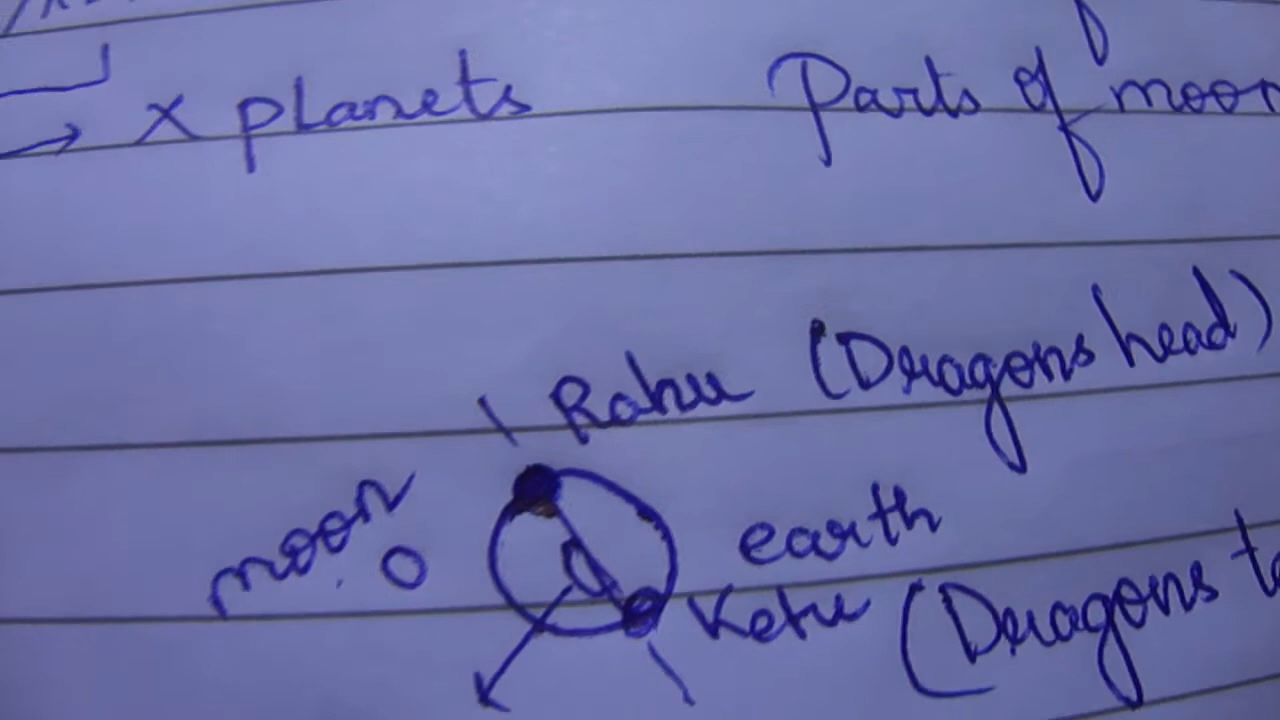 x planets Parts of moon
Rahu (Dragons head)
moon
earth
Ketu (Dragons